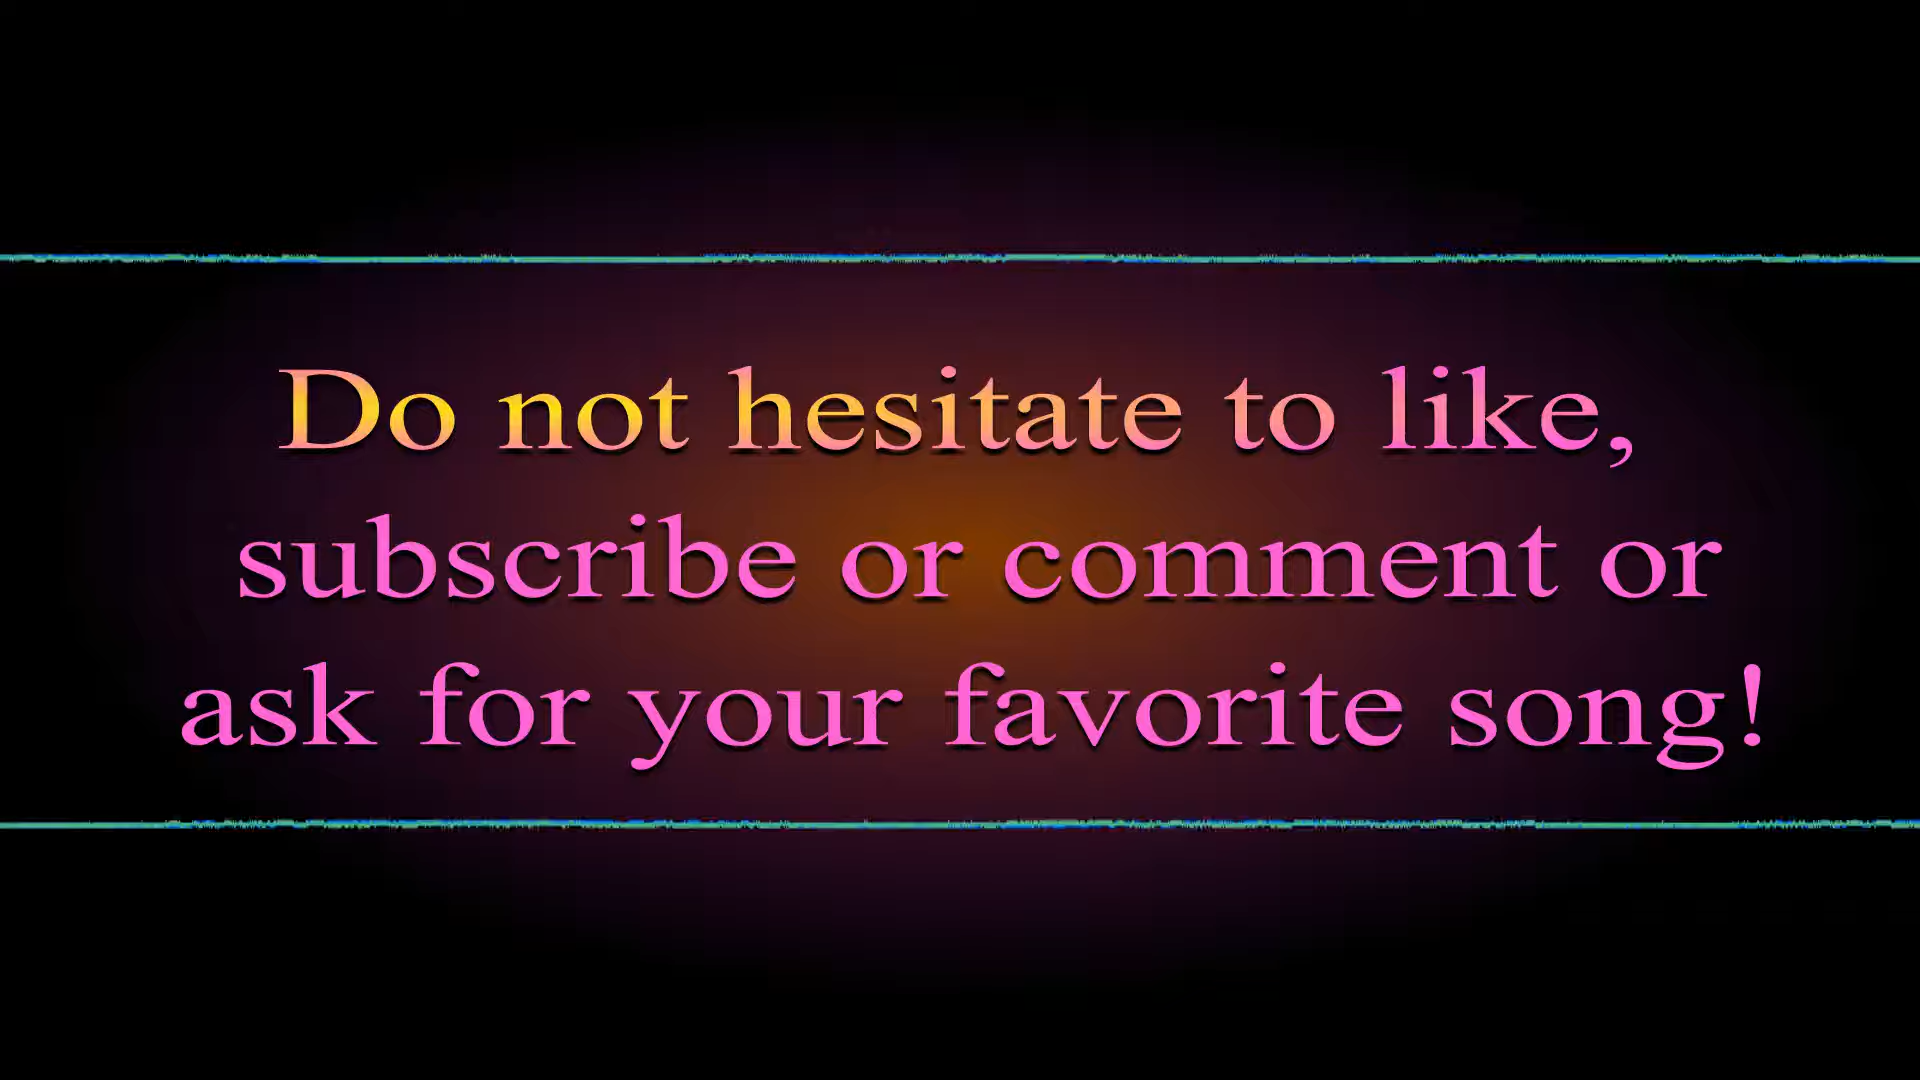 Do not hesitate to like,
subscribe or comment or
ask for your favorite song!